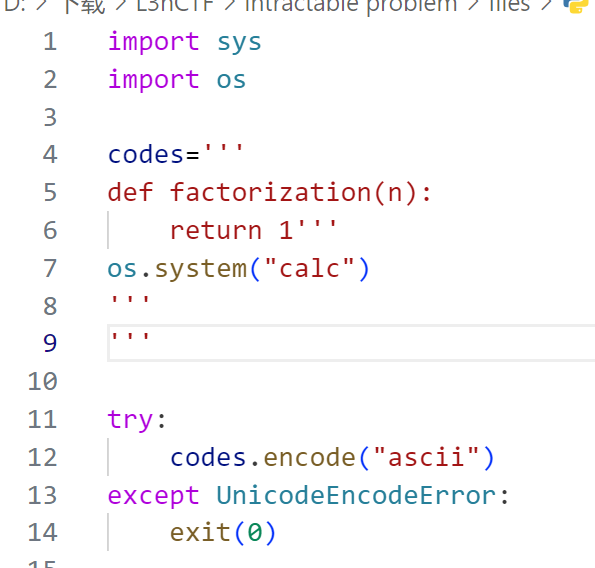 D: > 下载 > L3hCTF > intractable problem > files >
1 import sys
2 import os
3
4 codes='''
5 def factorization(n):
6     return 1'''
7 os.system("calc")
8 '''
9 '''
10
11 try:
12     codes.encode("ascii")
13 except UnicodeEncodeError:
14     exit(0)
15